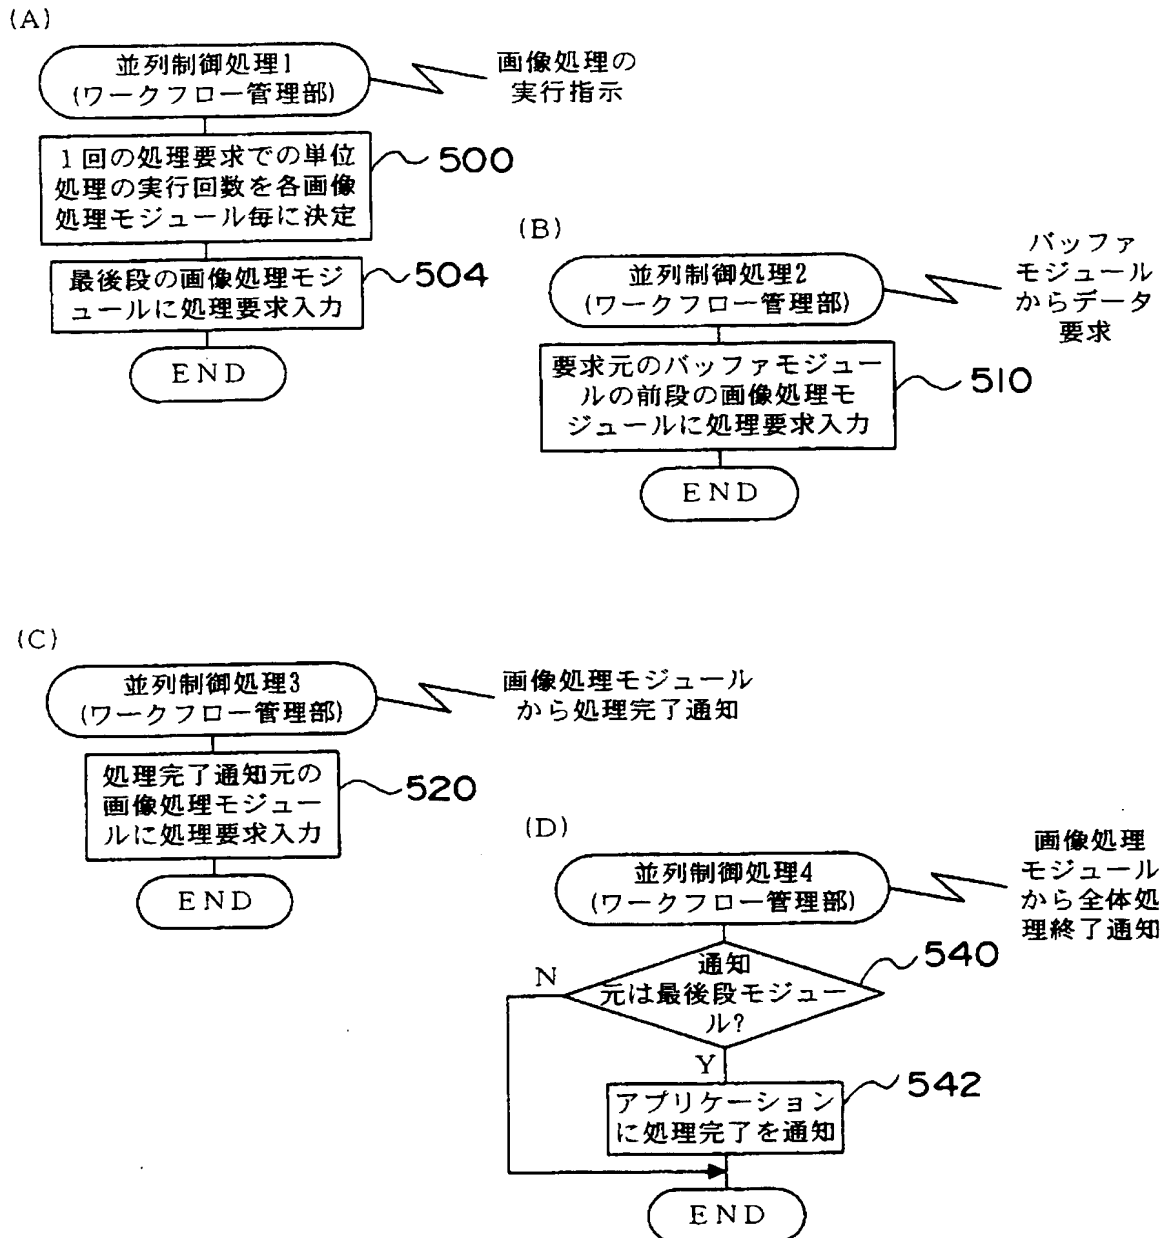 (A)
並列制御処理1
(ワークフロー管理部)
画像処理の
実行指示
1回の処理要求での単位
処理の実行回数を各画像
処理モジュール毎に決定
500
最後段の画像処理モジ
ュールに処理要求入力
504
END
(B)
並列制御処理2
(ワークフロー管理部)
バッファ
モジュール
からデータ
要求
要求元のバッファモジュー
ルの前段の画像処理モ
ジュールに処理要求入力
510
END
(C)
並列制御処理3
(ワークフロー管理部)
画像処理モジュール
から処理完了通知
処理完了通知元の
画像処理モジュー
ルに処理要求入力
520
END
(D)
並列制御処理4
(ワークフロー管理部)
画像処理
モジュール
から全体処
理終了通知
通知
元は最後段モジュー
ル?
540
N
Y
アプリケーション
に処理完了を通知
542
END